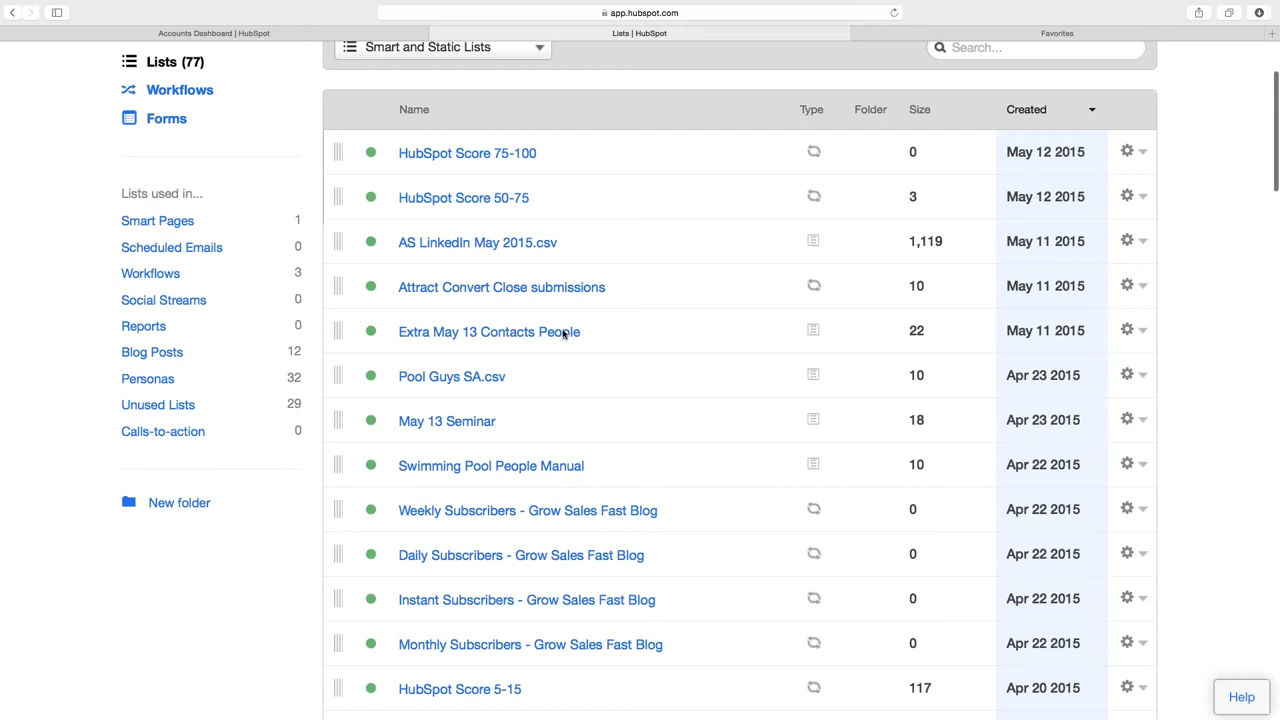 app.hubspot.com
Accounts Dashboard | HubSpot
Lists | HubSpot
Favorites
Smart and Static Lists
Search...
Lists (77)
Workflows
Forms
Lists used in...
Smart Pages 1
Scheduled Emails 0
Workflows 3
Social Streams 0
Reports 0
Blog Posts 12
Personas 32
Unused Lists 29
Calls-to-action 0
New folder
Name Type Folder Size Created
HubSpot Score 75-100 0 May 12 2015
HubSpot Score 50-75 3 May 12 2015
AS LinkedIn May 2015.csv 1,119 May 11 2015
Attract Convert Close submissions 10 May 11 2015
Extra May 13 Contacts People 22 May 11 2015
Pool Guys SA.csv 10 Apr 23 2015
May 13 Seminar 18 Apr 23 2015
Swimming Pool People Manual 10 Apr 22 2015
Weekly Subscribers - Grow Sales Fast Blog 0 Apr 22 2015
Daily Subscribers - Grow Sales Fast Blog 0 Apr 22 2015
Instant Subscribers - Grow Sales Fast Blog 0 Apr 22 2015
Monthly Subscribers - Grow Sales Fast Blog 0 Apr 22 2015
HubSpot Score 5-15 117 Apr 20 2015
Help